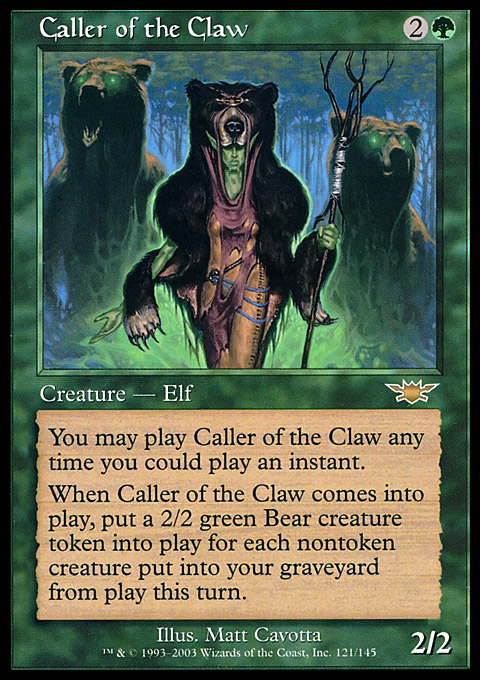 Caller of the Claw 2
Creature — Elf
You may play Caller of the Claw any
time you could play an instant.
When Caller of the Claw comes into
play, put a 2/2 green Bear creature
token into play for each nontoken
creature put into your graveyard
from play this turn.
Illus. Matt Cavotta
™ & © 1993-2003 Wizards of the Coast, Inc. 121/145
2/2